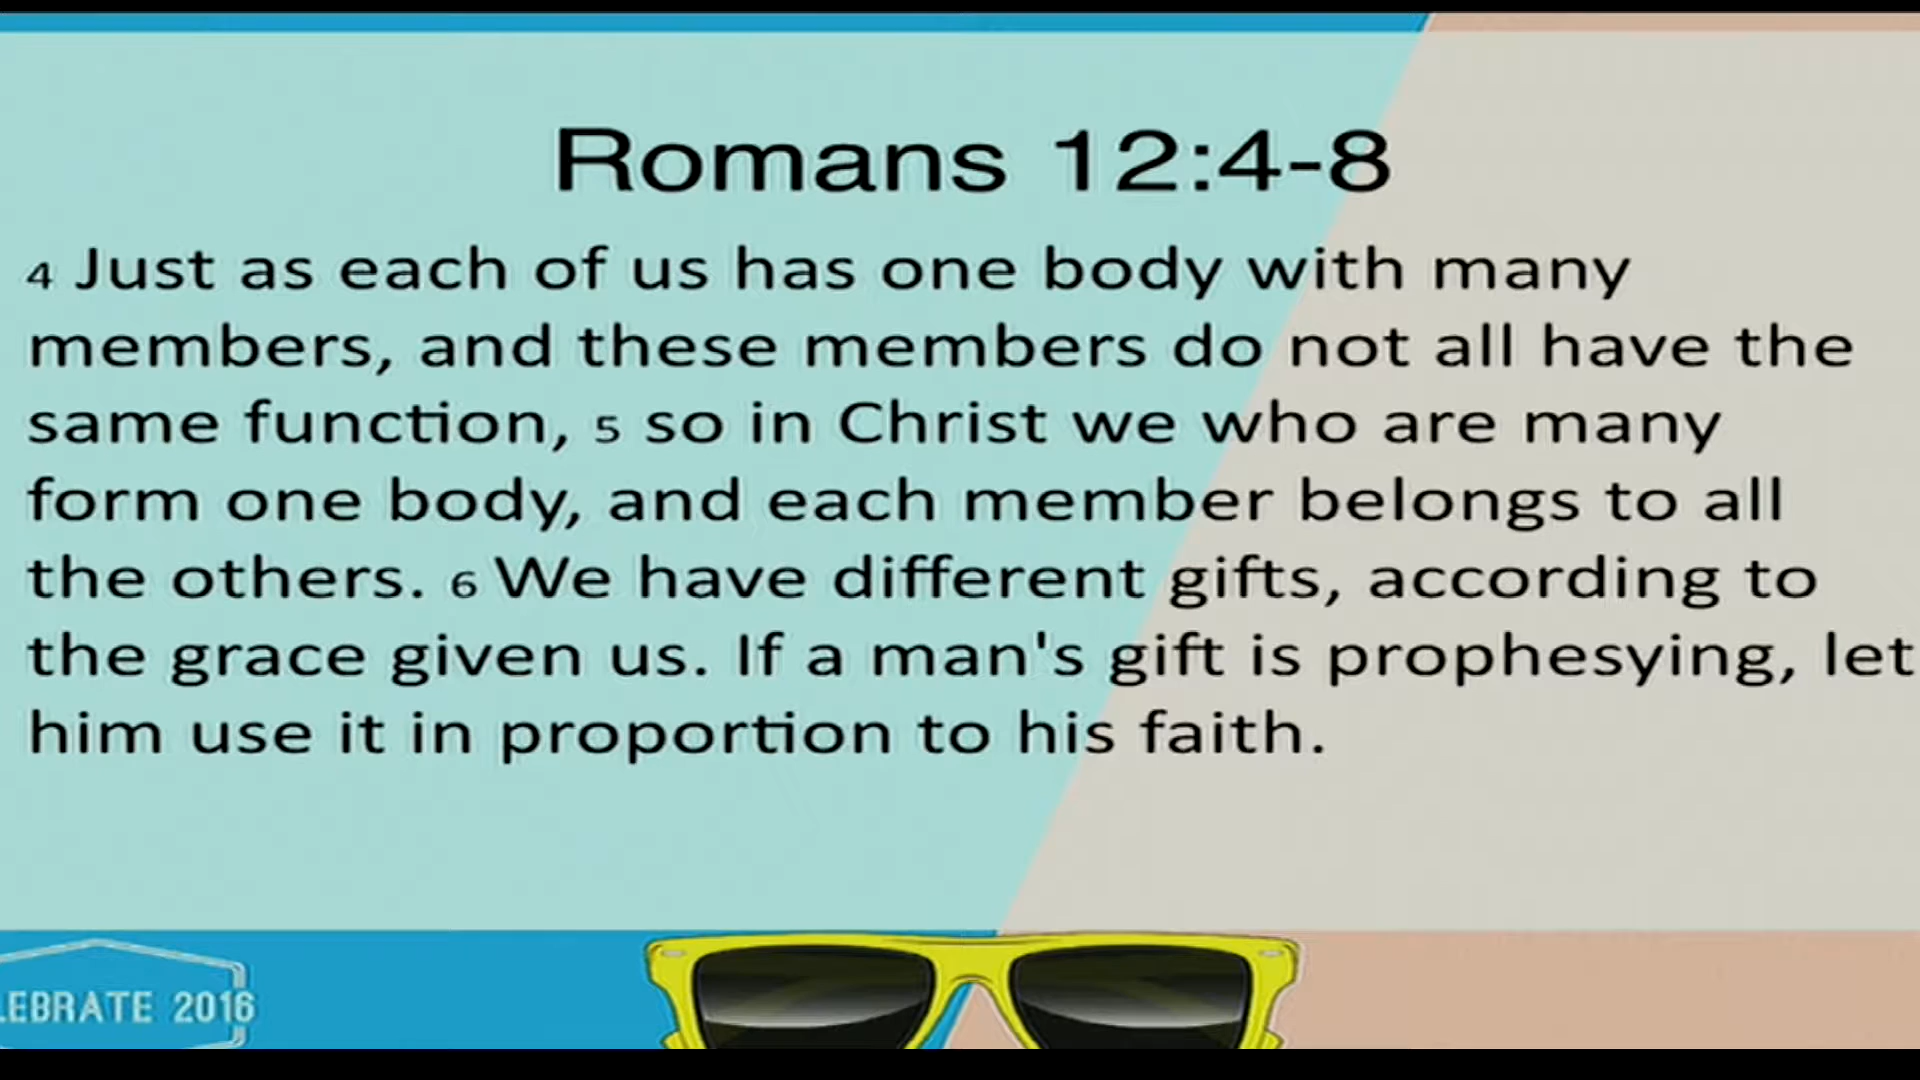 Romans 12:4-8
4 Just as each of us has one body with many
members, and these members do not all have the
same function, 5 so in Christ we who are many
form one body, and each member belongs to all
the others. 6 We have different gifts, according to
the grace given us. If a man's gift is prophesying, let
him use it in proportion to his faith.
LEBRATE 2016